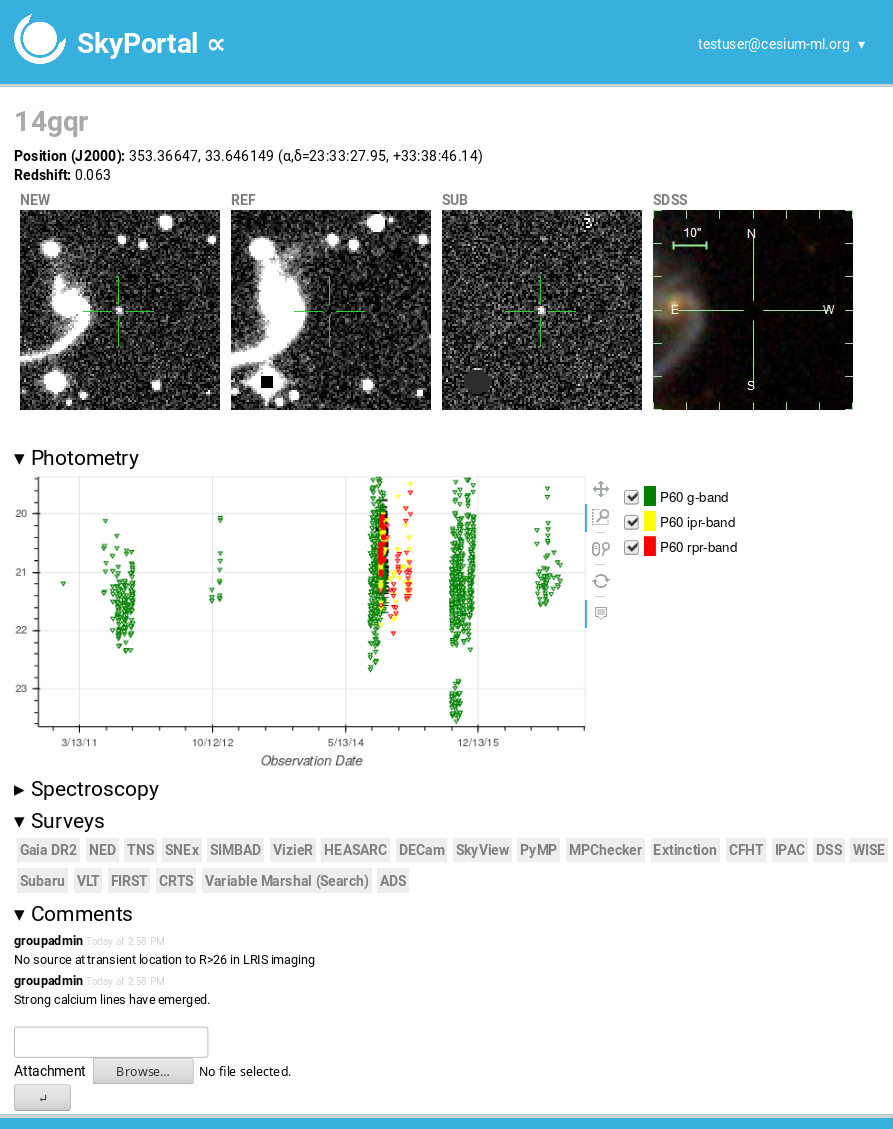 SkyPortal ∝
testuser@cesium-ml.org ▼
14gqr
Position (J2000): 353.36647, 33.646149 (α,δ=23:33:27.95, +33:38:46.14)
Redshift: 0.063
NEW REF SUB SDSS
10"
N
E
W
S
▾ Photometry
20
21
22
23
3/13/11 10/12/12 5/13/14 12/13/15
Observation Date
P60 g-band
P60 ipr-band
P60 rpr-band
▸ Spectroscopy
▾ Surveys
Gaia DR2 NED TNS SNEx SIMBAD VizieR HEASARC DECam SkyView PyMP MPChecker Extinction CFHT IPAC DSS WISE
Subaru VLT FIRST CRTS Variable Marshal (Search) ADS
▾ Comments
groupadmin Today at 2:58 PM
No source at transient location to R>26 in LRIS imaging
groupadmin Today at 2:58 PM
Strong calcium lines have emerged.
Attachment Browse... No file selected.
↵